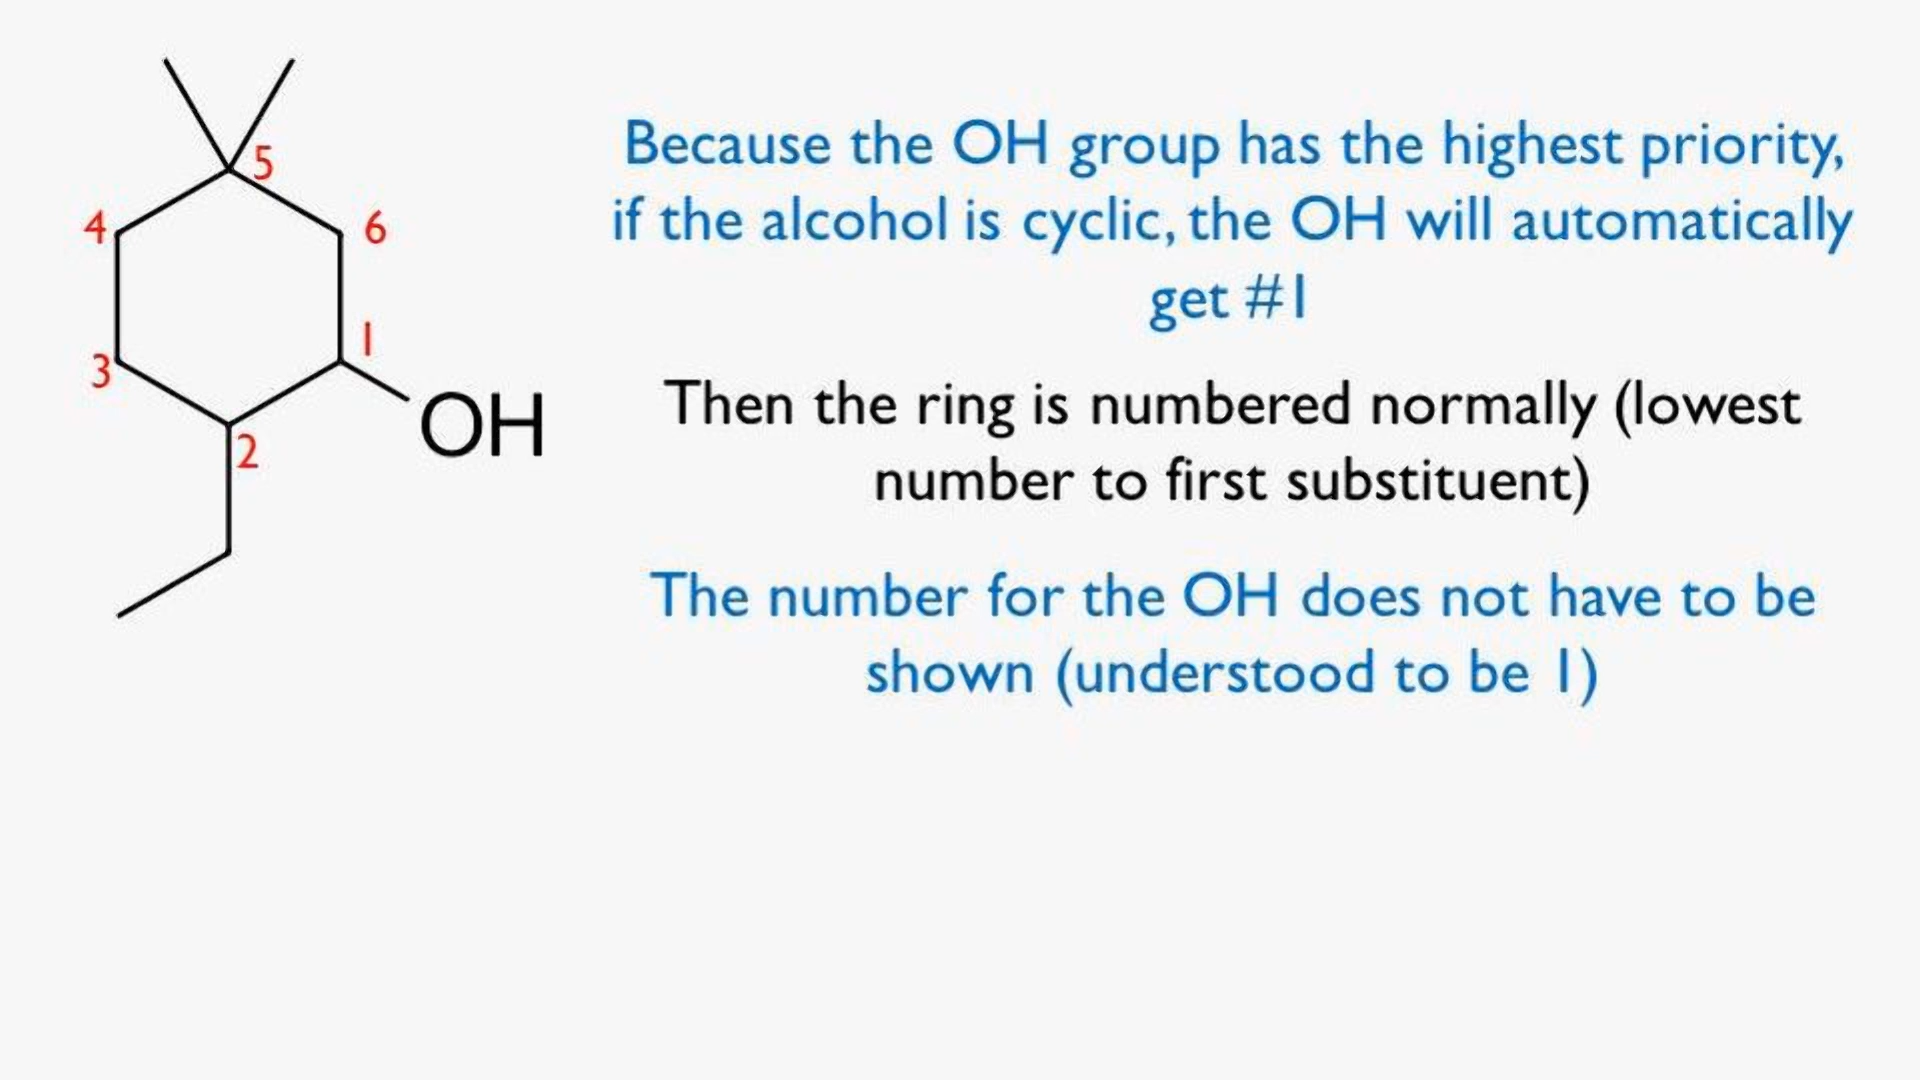 5
4
6
1
3
OH
2
Because the OH group has the highest priority,
if the alcohol is cyclic, the OH will automatically
get #1
Then the ring is numbered normally (lowest
number to first substituent)
The number for the OH does not have to be
shown (understood to be 1)